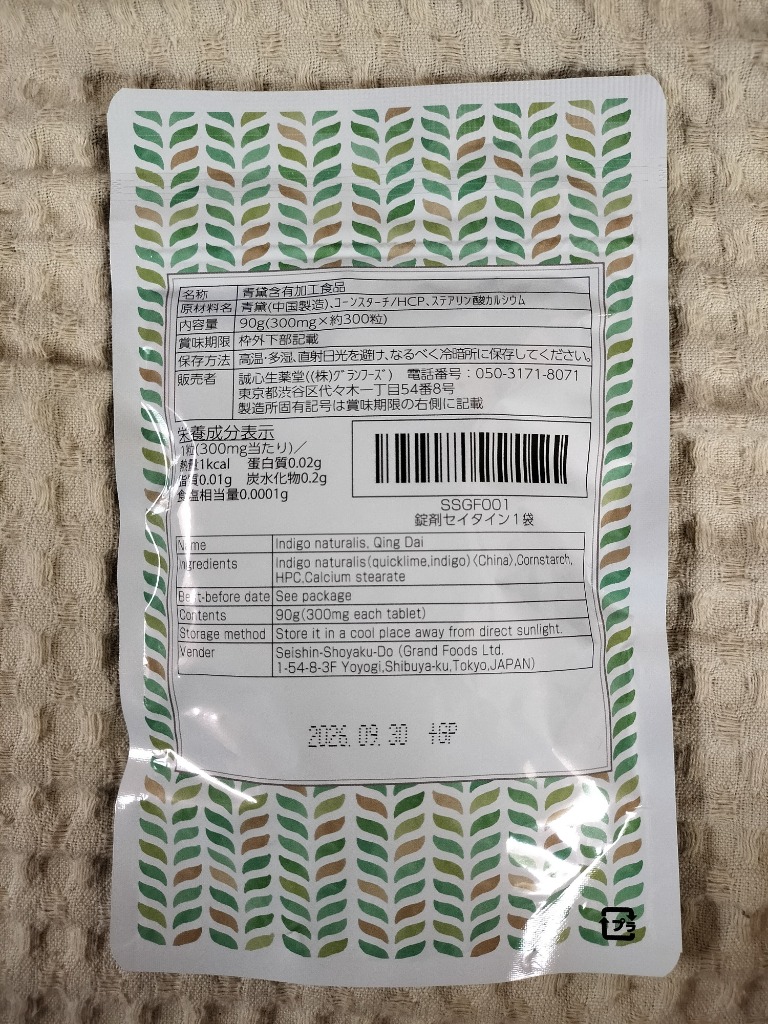 名称 青黛含有加工食品
原材料名 青黛(中国製造)、コーンスターチ/HCP、ステアリン酸カルシウム
内容量 90g(300mg×約300粒)
賞味期限 枠外下部記載
保存方法 高温・多湿、直射日光を避け、なるべく冷暗所に保存してください。
販売者 誠心生薬堂((株)グランフーズ) 電話番号：050-3171-8071
東京都渋谷区代々木一丁目54番8号
製造所固有記号は賞味期限の右側に記載
栄養成分表示
1粒(300mg当たり)／
熱量1kcal 蛋白質0.02g
脂質0.01g 炭水化物0.2g
食塩相当量0.0001g
SSGF001
錠剤セイタイン1袋
Name Indigo naturalis, Qing Dai
Ingredients Indigo naturalis(quicklime,indigo)〈China〉,Cornstarch,
HPC,Calcium stearate
Best-before date See package
Contents 90g(300mg each tablet)
Storage method Store it in a cool place away from direct sunlight.
Vender Seishin-Shoyaku-Do (Grand Foods Ltd.
1-54-8-3F Yoyogi,Shibuya-ku,Tokyo,JAPAN)
2026.09.30
プラ